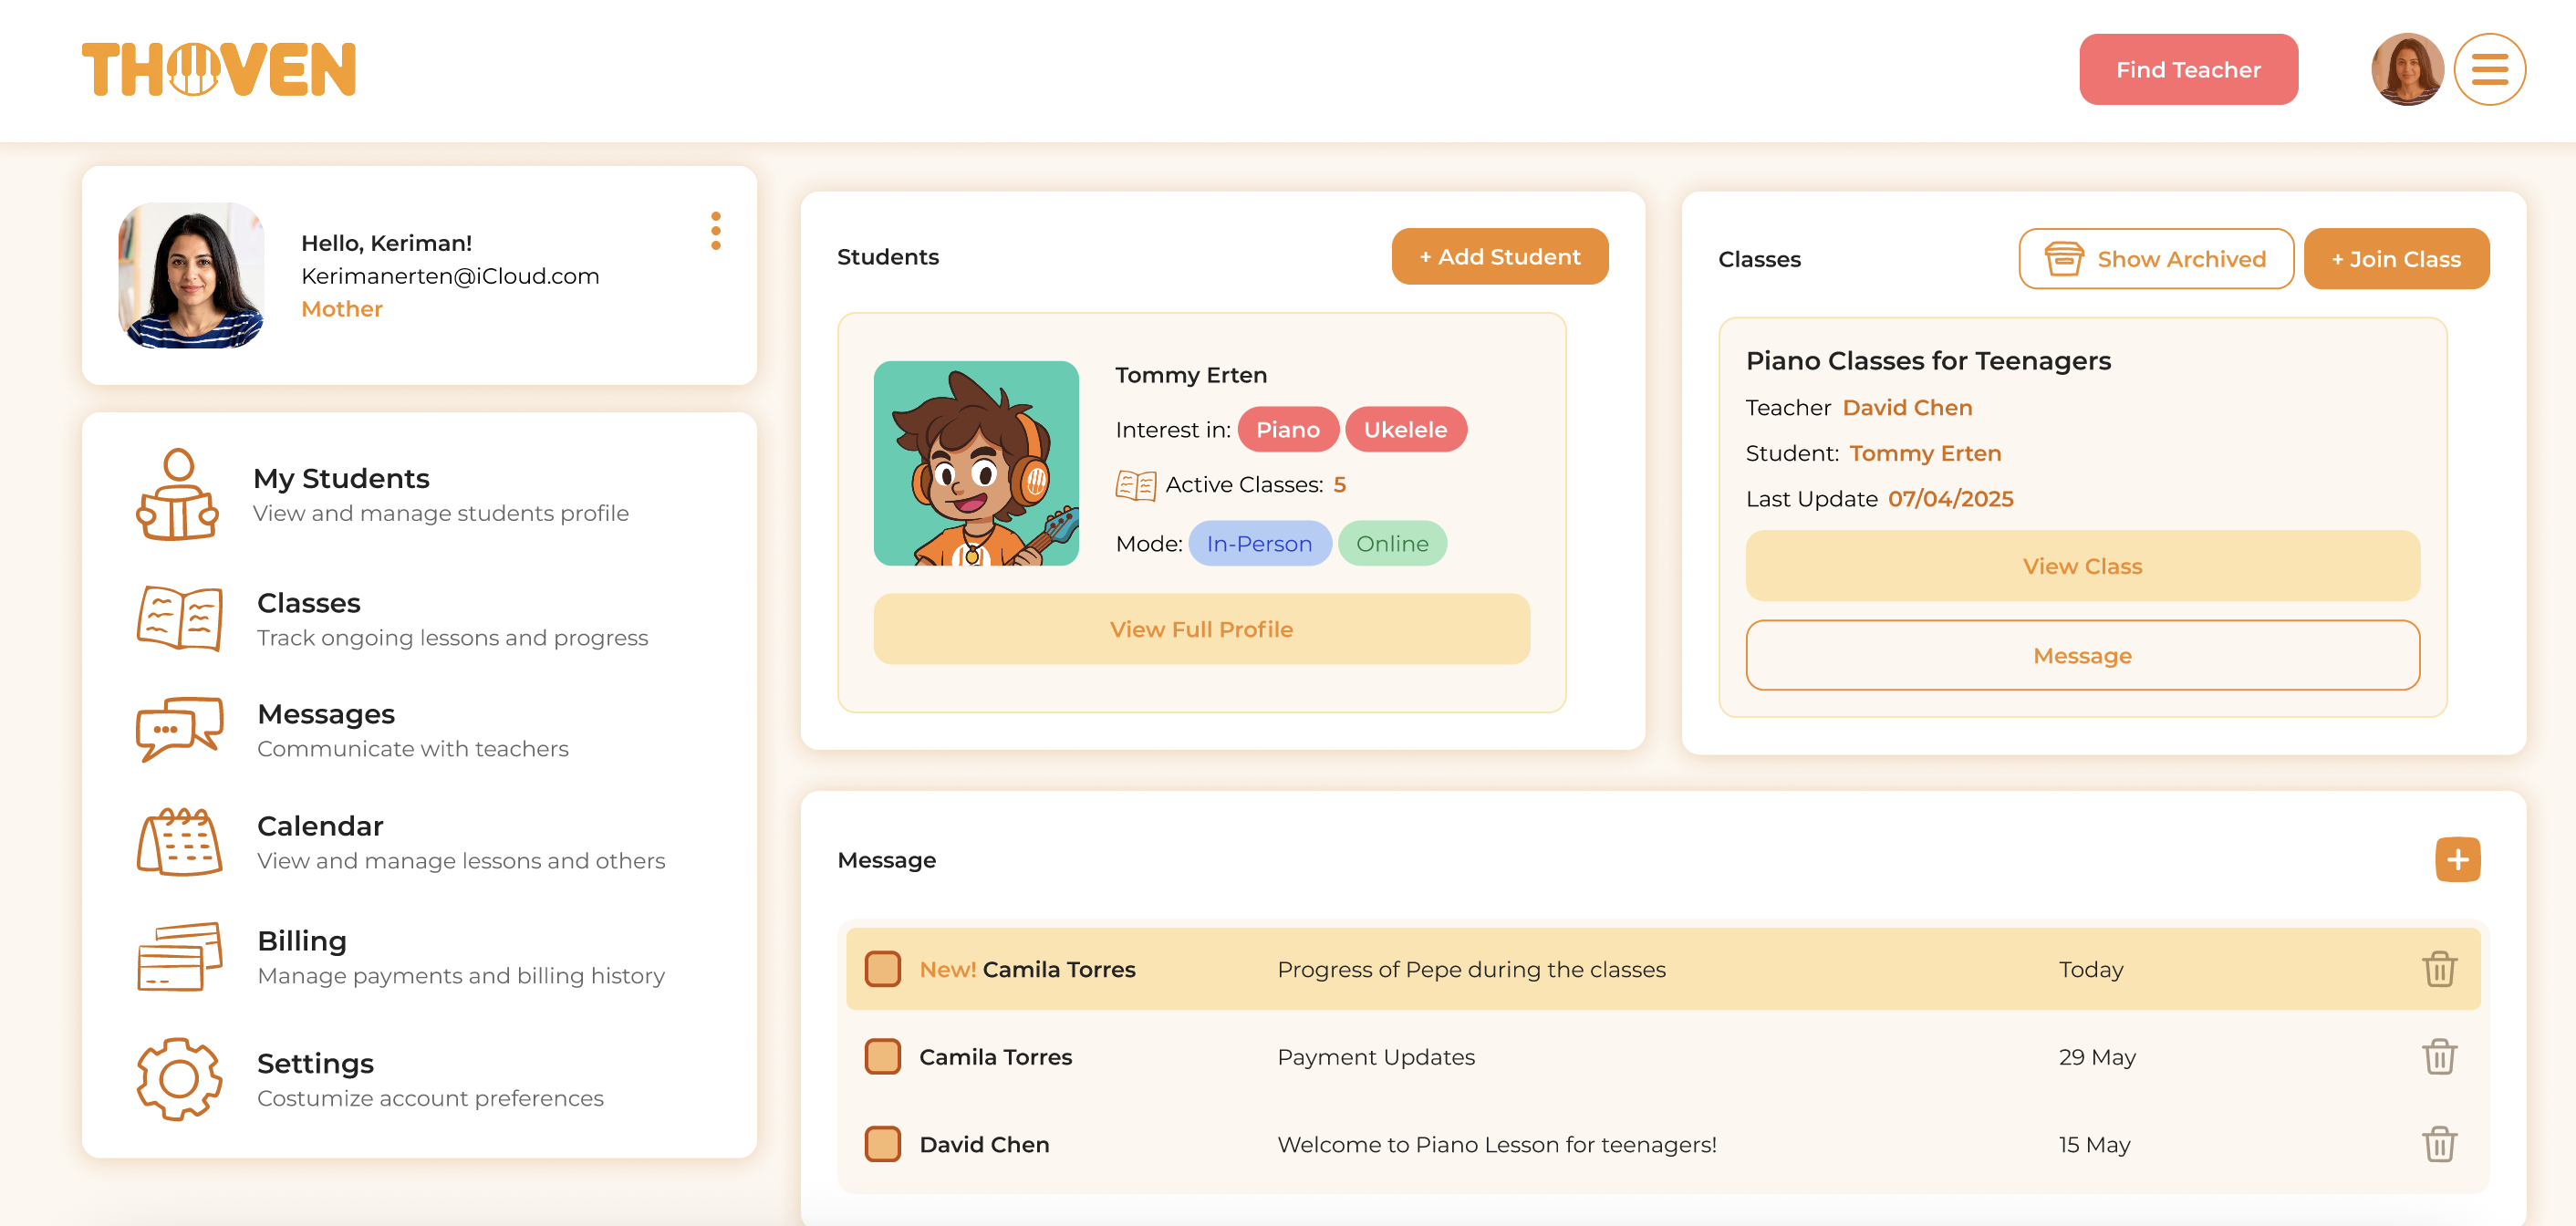 THOVEN
Find Teacher
Hello, Keriman!
Kerimanerten@iCloud.com
Mother
My Students
View and manage students profile
Classes
Track ongoing lessons and progress
Messages
Communicate with teachers
Calendar
View and manage lessons and others
Billing
Manage payments and billing history
Settings
Costumize account preferences
Students
+ Add Student
Tommy Erten
Interest in: Piano Ukelele
Active Classes: 5
Mode: In-Person Online
View Full Profile
Classes
Show Archived
+ Join Class
Piano Classes for Teenagers
Teacher David Chen
Student: Tommy Erten
Last Update 07/04/2025
View Class
Message
Message
New! Camila Torres Progress of Pepe during the classes Today
Camila Torres Payment Updates 29 May
David Chen Welcome to Piano Lesson for teenagers! 15 May